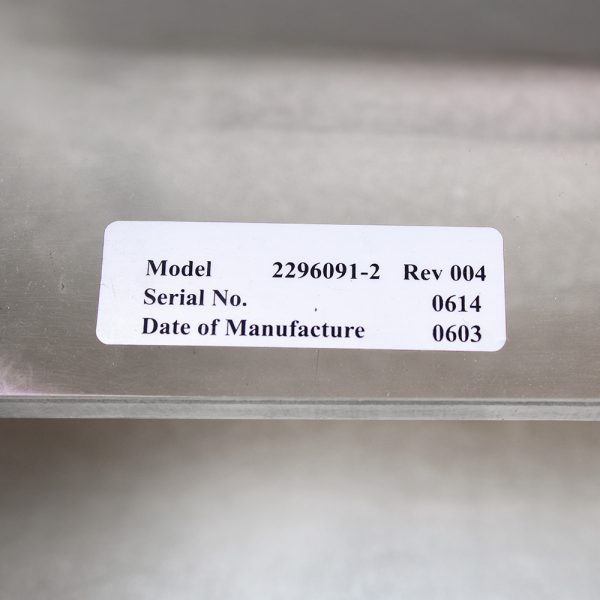 Model 2296091-2 Rev 004
Serial No. 0614
Date of Manufacture 0603